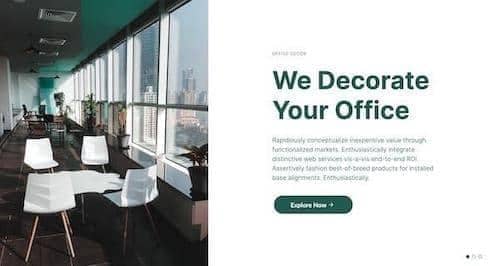 OFFICE DECOR
We Decorate
Your Office
Rapidiously conceptualize inexpensive value through
functionalized markets. Enthusiastically integrate
distinctive web services vis-a-vis end-to-end ROI.
Assertively fashion best-of-breed products for installed
base alignments. Enthusiastically.
Explore Now →